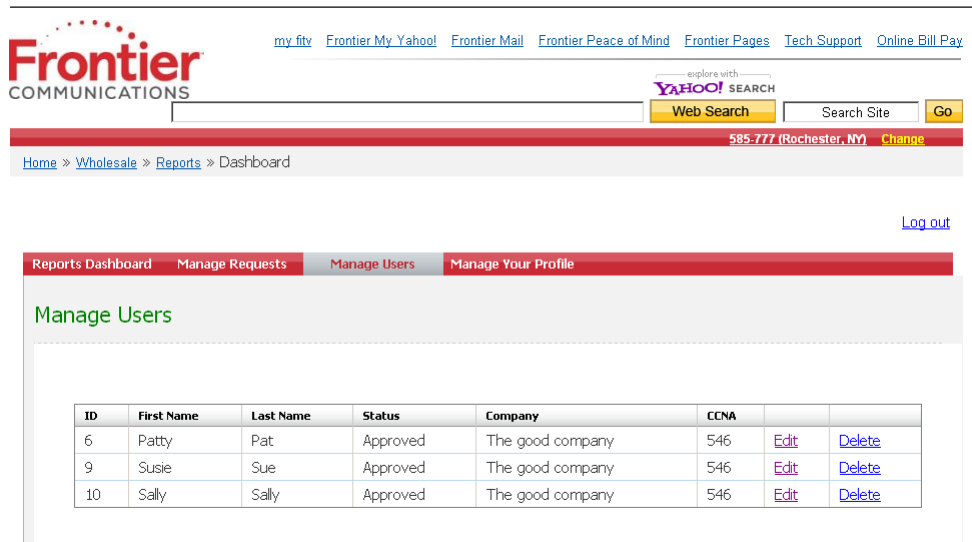 my fitv Frontier My Yahoo! Frontier Mail Frontier Peace of Mind Frontier Pages Tech Support Online Bill Pay
Frontier
COMMUNICATIONS
explore with
YAHOO! SEARCH
Web Search Search Site Go
585-777 (Rochester, NY) Change
Home » Wholesale » Reports » Dashboard
Log out
Reports Dashboard Manage Requests Manage Users Manage Your Profile
Manage Users
ID First Name Last Name Status Company CCNA
6 Patty Pat Approved The good company 546 Edit Delete
9 Susie Sue Approved The good company 546 Edit Delete
10 Sally Sally Approved The good company 546 Edit Delete